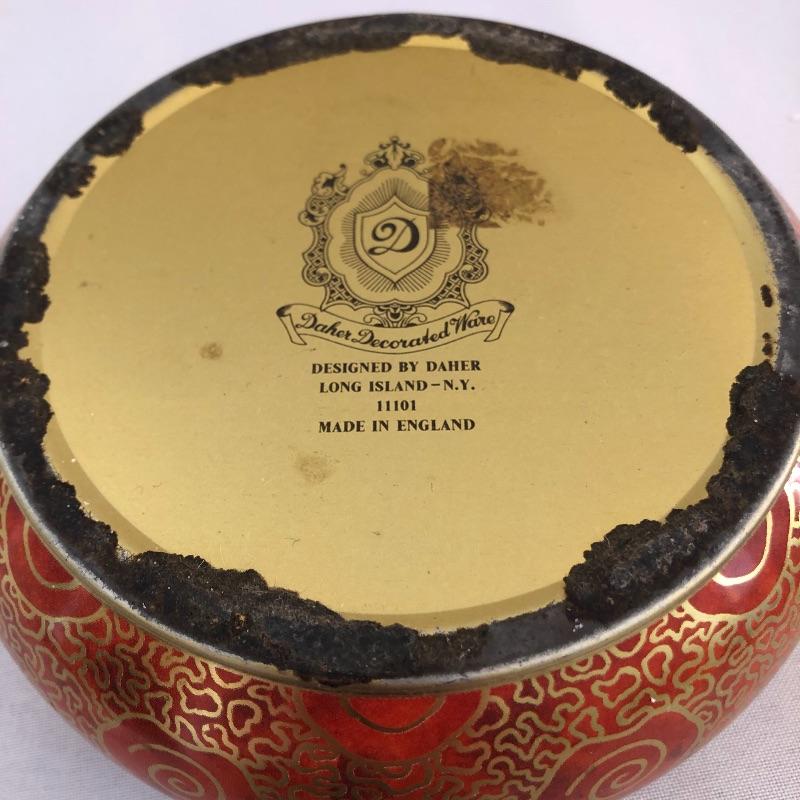 D
Daher Decorated Ware
DESIGNED BY DAHER
LONG ISLAND–N.Y.
11101
MADE IN ENGLAND